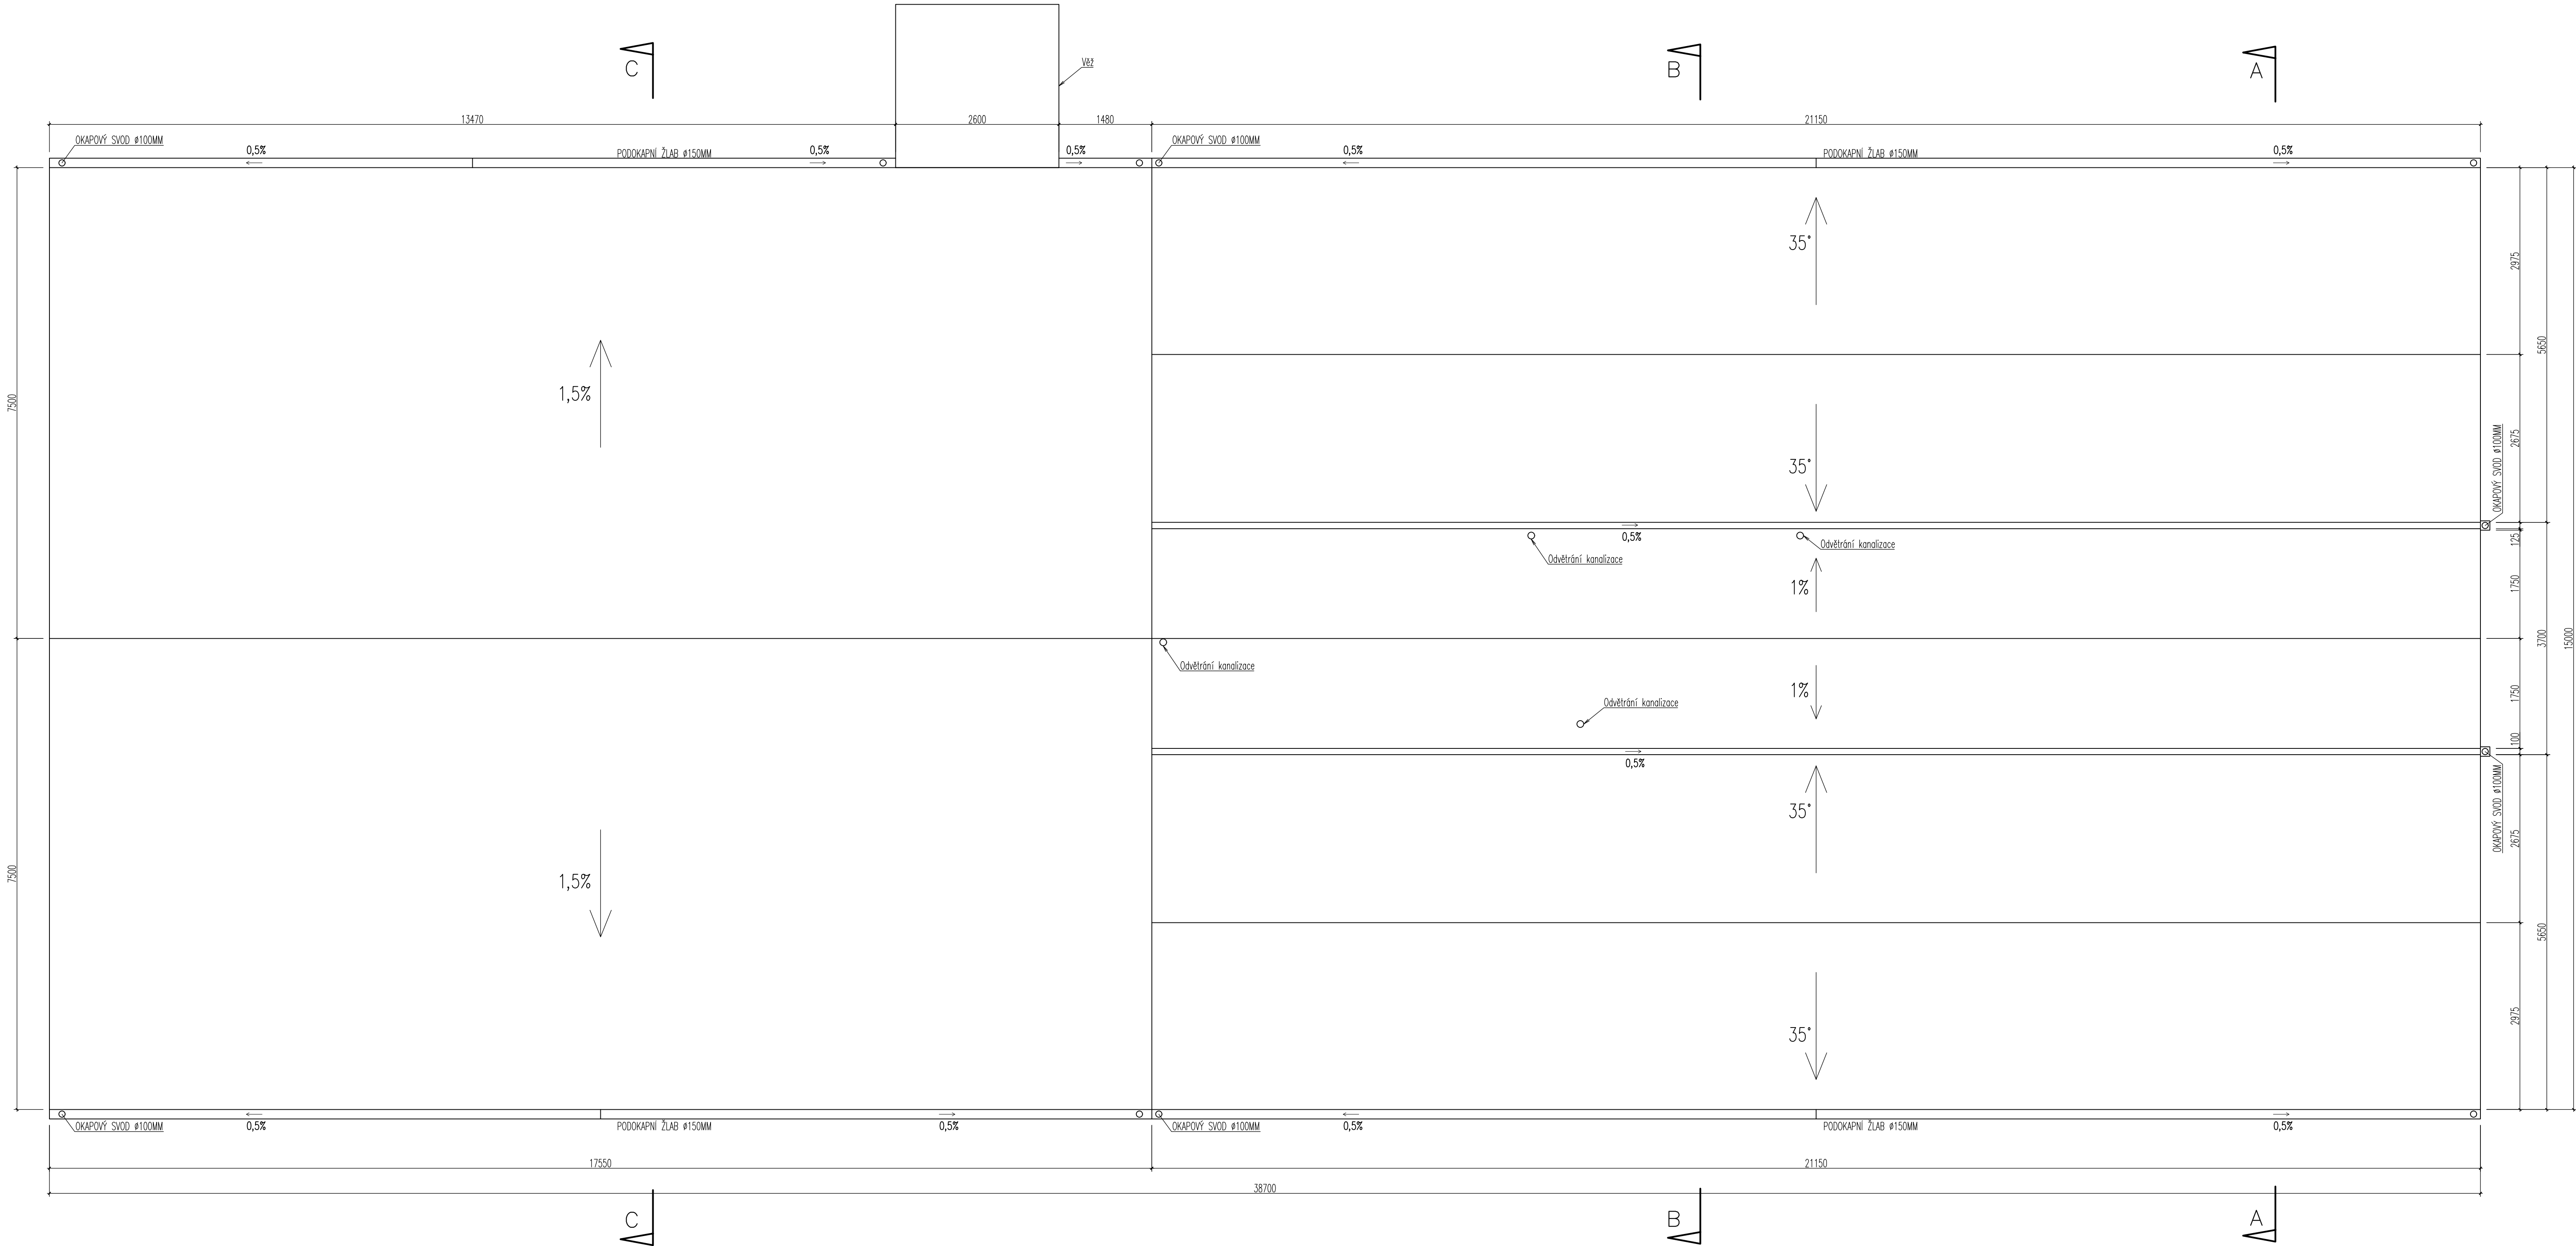 C
B
A
Věž
13470
2600
1480
21150
OKAPOVÝ SVOD ø100MM
0,5%
PODOKAPNÍ ŽLAB ø150MM
0,5%
0,5%
OKAPOVÝ SVOD ø100MM
0,5%
PODOKAPNÍ ŽLAB ø150MM
0,5%
35°
2975
5650
7500
1,5%
35°
2675
OKAPOVÝ SVOD ø100MM
0,5%
Odvětrání kanalizace
Odvětrání kanalizace
125
1%
1750
3700
15000
Odvětrání kanalizace
1%
1750
Odvětrání kanalizace
100
0,5%
OKAPOVÝ SVOD ø100MM
35°
2675
7500
1,5%
5650
35°
2975
OKAPOVÝ SVOD ø100MM
0,5%
PODOKAPNÍ ŽLAB ø150MM
0,5%
OKAPOVÝ SVOD ø100MM
0,5%
PODOKAPNÍ ŽLAB ø150MM
0,5%
17550
21150
38700
C
B
A